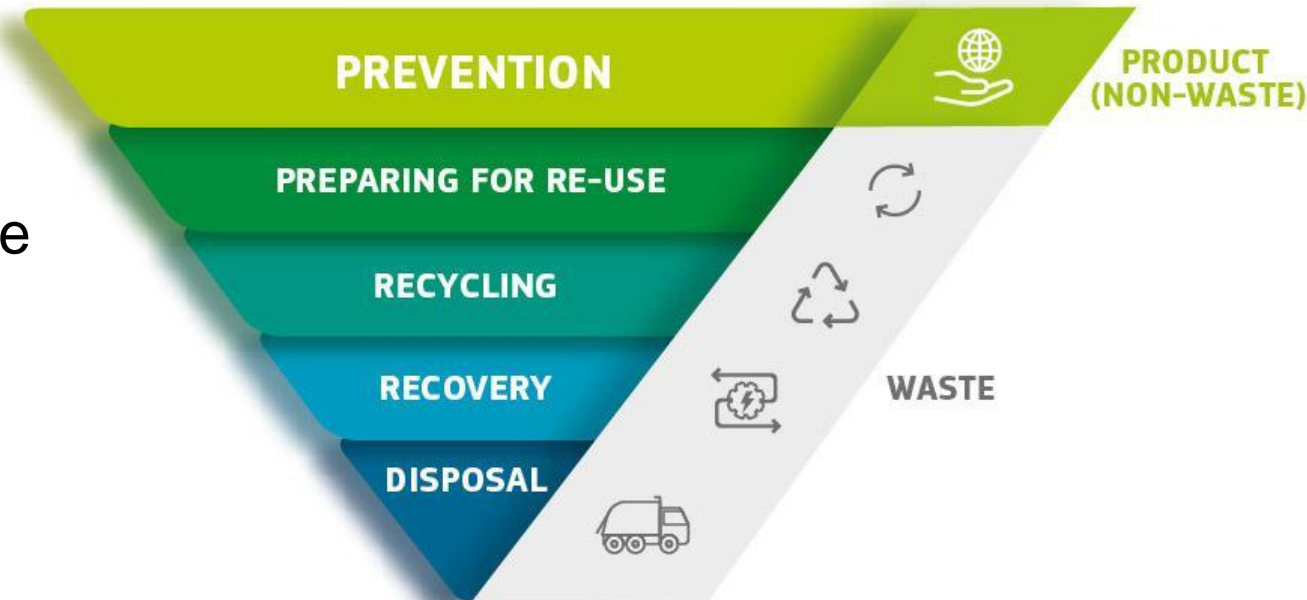 PREVENTION
PRODUCT
(NON-WASTE)
PREPARING FOR RE-USE
e
RECYCLING
RECOVERY
WASTE
DISPOSAL